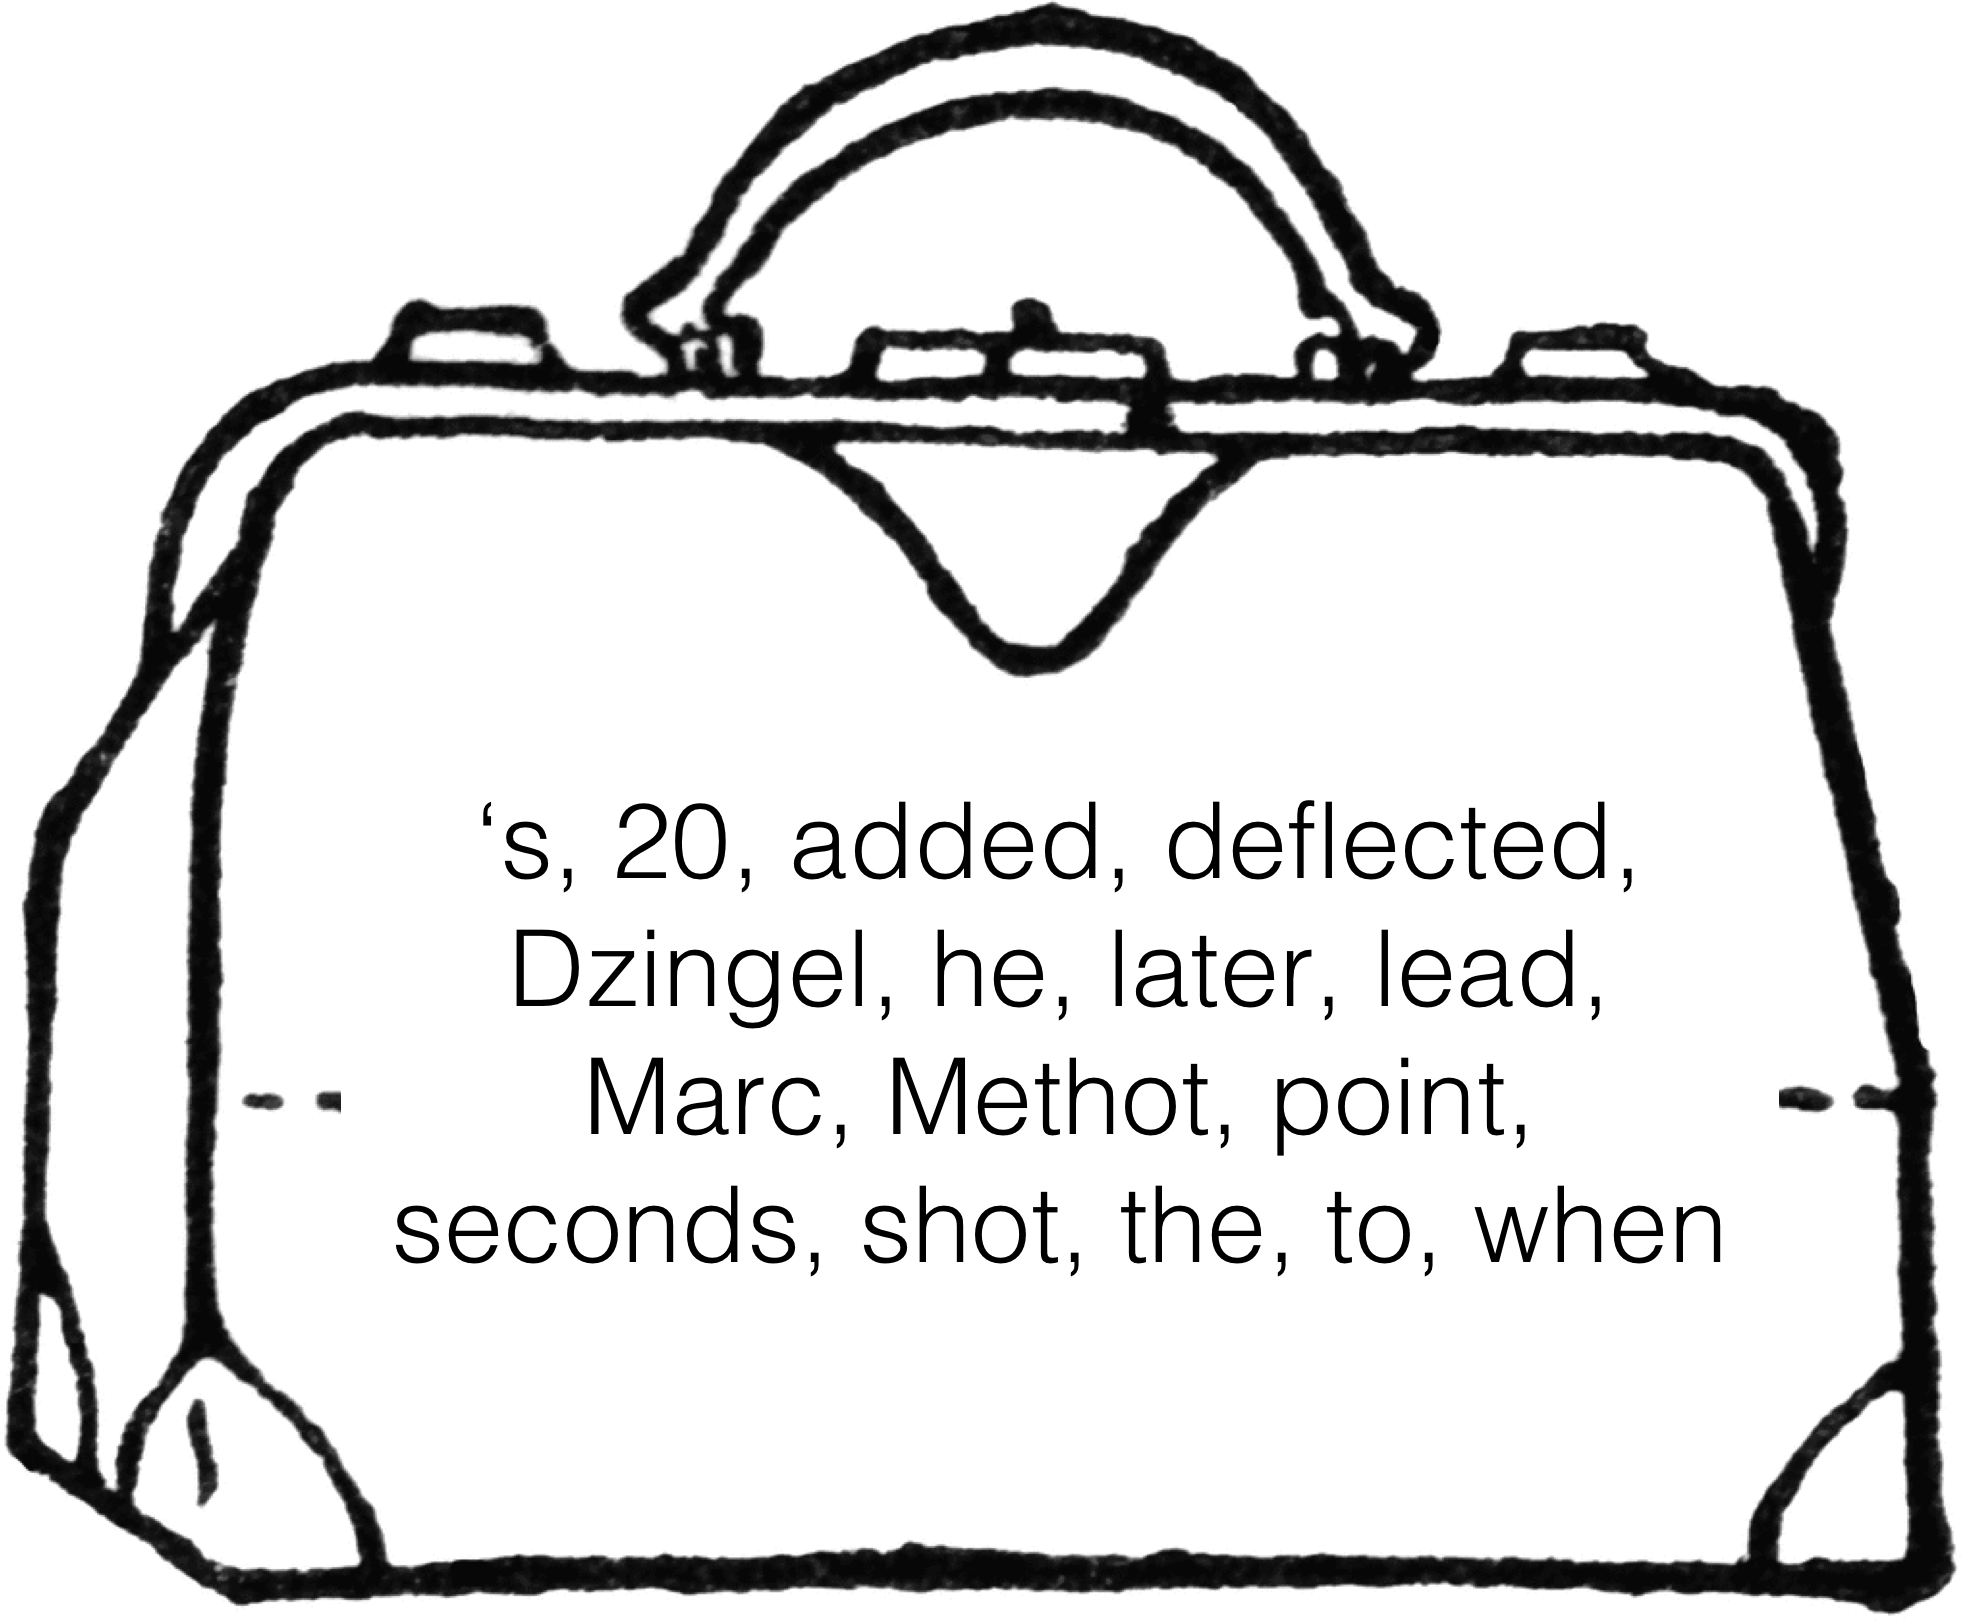 ‘s, 20, added, deflected,
Dzingel, he, later, lead,
Marc, Methot, point,
seconds, shot, the, to, when